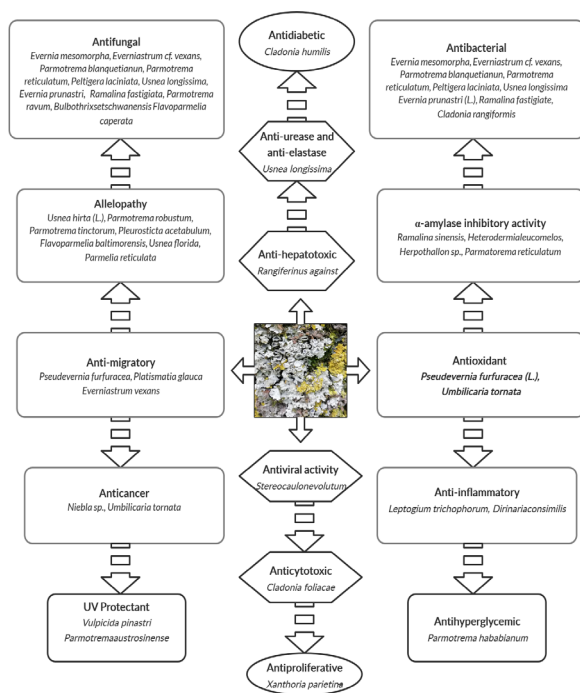 Antifungal
Evernia mesomorpha, Everniastrum cf. vexans,
Parmotrema blanquetianun, Parmotrema
reticulatum, Peltigera laciniata, Usnea longissima,
Evernia prunastri, Ramalina fastigiata, Parmotrema
ravum, Bulbothrixsetschwanensis Flavoparmelia
caperata
Allelopathy
Usnea hirta (L.), Parmotrema robustum,
Parmotrema tinctorum, Pleurosticta acetabulum,
Flavoparmelia baltimorensis, Usnea florida,
Parmelia reticulata
Anti-migratory
Pseudevernia furfuracea, Platismatia glauca
Everniastrum vexans
Anticancer
Niebla sp., Umbilicaria tornata
UV Protectant
Vulpicida pinastri
Parmotremaaustrosinense
Antidiabetic
Cladonia humilis
Anti-urease and
anti-elastase
Usnea longissima
Anti-hepatotoxic
Rangiferinus against
Antiviral activity
Stereocaulonevolutum
Anticytotoxic
Cladonia foliacae
Antiproliferative
Xanthoria parietina
Antibacterial
Evernia mesomorpha, Everniastrum cf. vexans,
Parmotrema blanquetianun, Parmotrema
reticulatum, Peltigera laciniata, Usnea longissima
Evernia prunastri (L.), Ramalina fastigiate,
Cladonia rangiformis
α-amylase inhibitory activity
Ramalina sinensis, Heterodermialeucomelos,
Herpothallon sp., Parmatorema reticulatum
Antioxidant
Pseudevernia furfuracea (L.),
Umbilicaria tornata
Anti-inflammatory
Leptogium trichophorum, Dirinariaconsimilis
Antihyperglycemic
Parmotrema hababianum